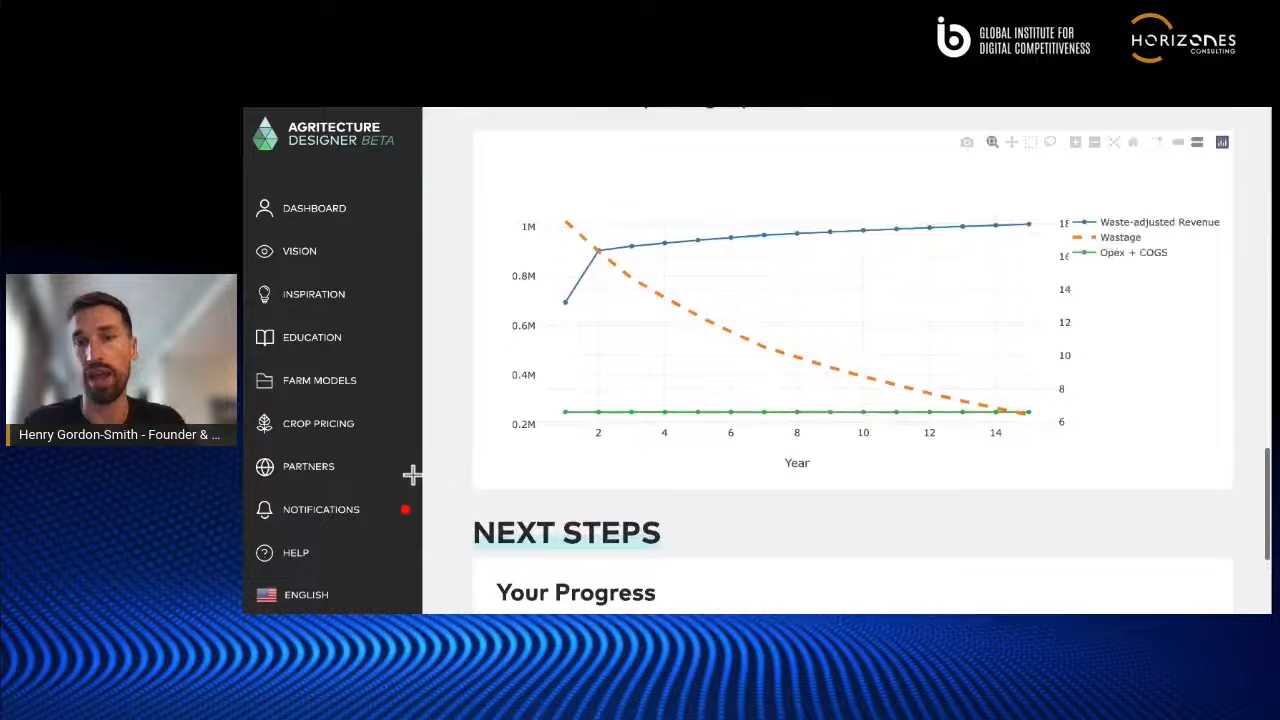 GLOBAL INSTITUTE FOR
DIGITAL COMPETITIVENESS
HORIZONES
CONSULTING
AGRITECTURE
DESIGNER BETA
DASHBOARD
VISION
INSPIRATION
EDUCATION
FARM MODELS
CROP PRICING
PARTNERS
NOTIFICATIONS
HELP
ENGLISH
1M
0.8M
0.6M
0.4M
0.2M
2 4 6 8 10 12 14
Year
18
16
14
12
10
8
6
Waste-adjusted Revenue
Wastage
Opex + COGS
NEXT STEPS
Your Progress
Henry Gordon-Smith - Founder & ...